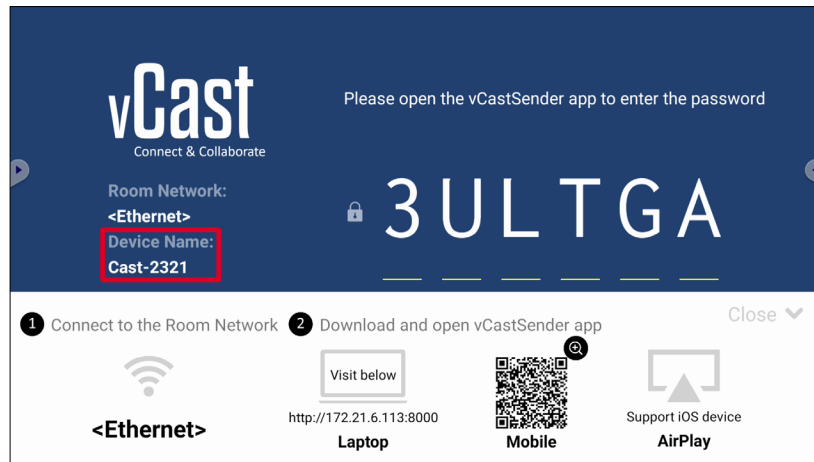 vCast
Connect & Collaborate
Please open the vCastSender app to enter the password
Room Network:
<Ethernet>
Device Name:
Cast-2321
3ULTGA
Close
1 Connect to the Room Network
2 Download and open vCastSender app
<Ethernet>
Visit below
http://172.21.6.113:8000
Laptop
Mobile
Support iOS device
AirPlay